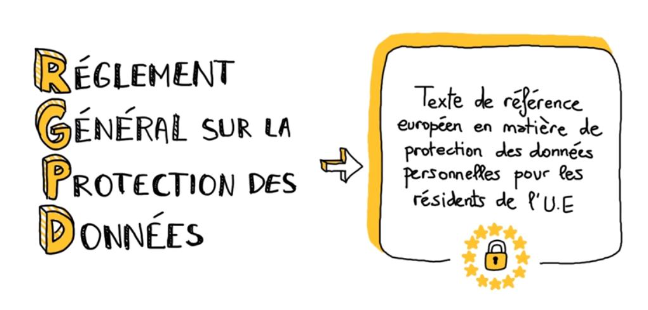 RÉGLEMENT
GÉNÉRAL SUR LA
PROTECTION DES
DONNÉES
Texte de référence
européen en matière de
protection des données
personnelles pour les
résidents de l'U.E